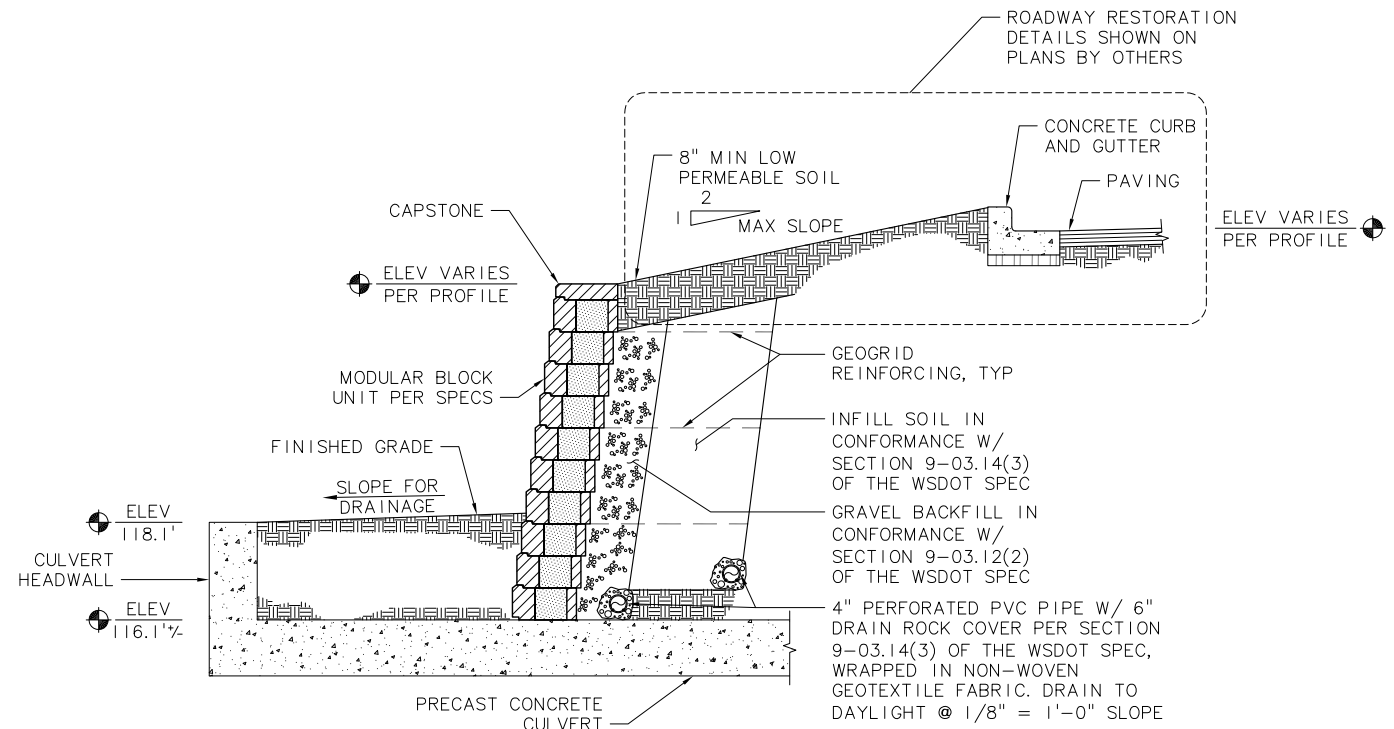 ROADWAY RESTORATION
DETAILS SHOWN ON
PLANS BY OTHERS
CONCRETE CURB
AND GUTTER
PAVING
8" MIN LOW
PERMEABLE SOIL
2
1
MAX SLOPE
CAPSTONE
ELEV VARIES
PER PROFILE
ELEV VARIES
PER PROFILE
MODULAR BLOCK
UNIT PER SPECS
FINISHED GRADE
SLOPE FOR
DRAINAGE
ELEV
118.1'
CULVERT
HEADWALL
ELEV
116.1'+/-
GEOGRID
REINFORCING, TYP
INFILL SOIL IN
CONFORMANCE W/
SECTION 9-03.14(3)
OF THE WSDOT SPEC
GRAVEL BACKFILL IN
CONFORMANCE W/
SECTION 9-03.12(2)
OF THE WSDOT SPEC
4" PERFORATED PVC PIPE W/ 6"
DRAIN ROCK COVER PER SECTION
9-03.14(3) OF THE WSDOT SPEC,
WRAPPED IN NON-WOVEN
GEOTEXTILE FABRIC. DRAIN TO
DAYLIGHT @ 1/8" = 1'-0" SLOPE
PRECAST CONCRETE
CULVERT